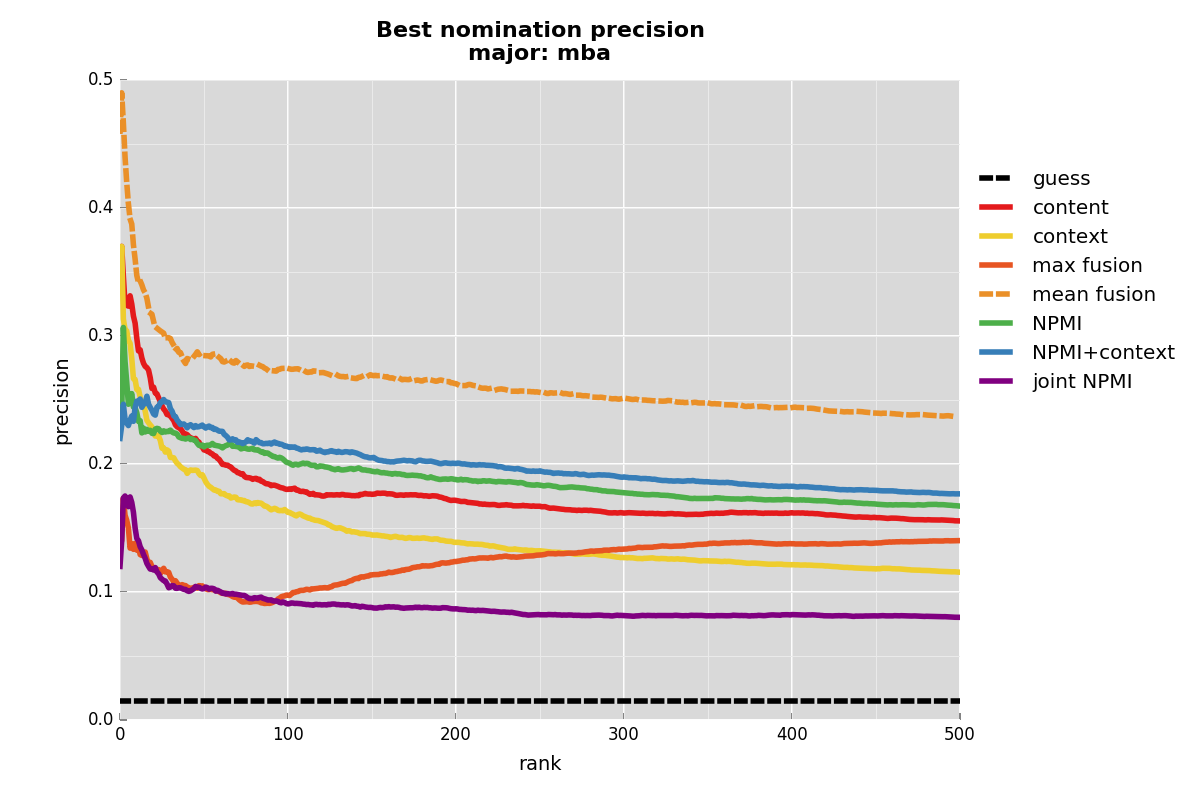 Best nomination precision
major: mba
precision
0.5
0.4
0.3
0.2
0.1
0.0
0
100
200
300
400
500
rank
guess
content
context
max fusion
mean fusion
NPMI
NPMI+context
joint NPMI